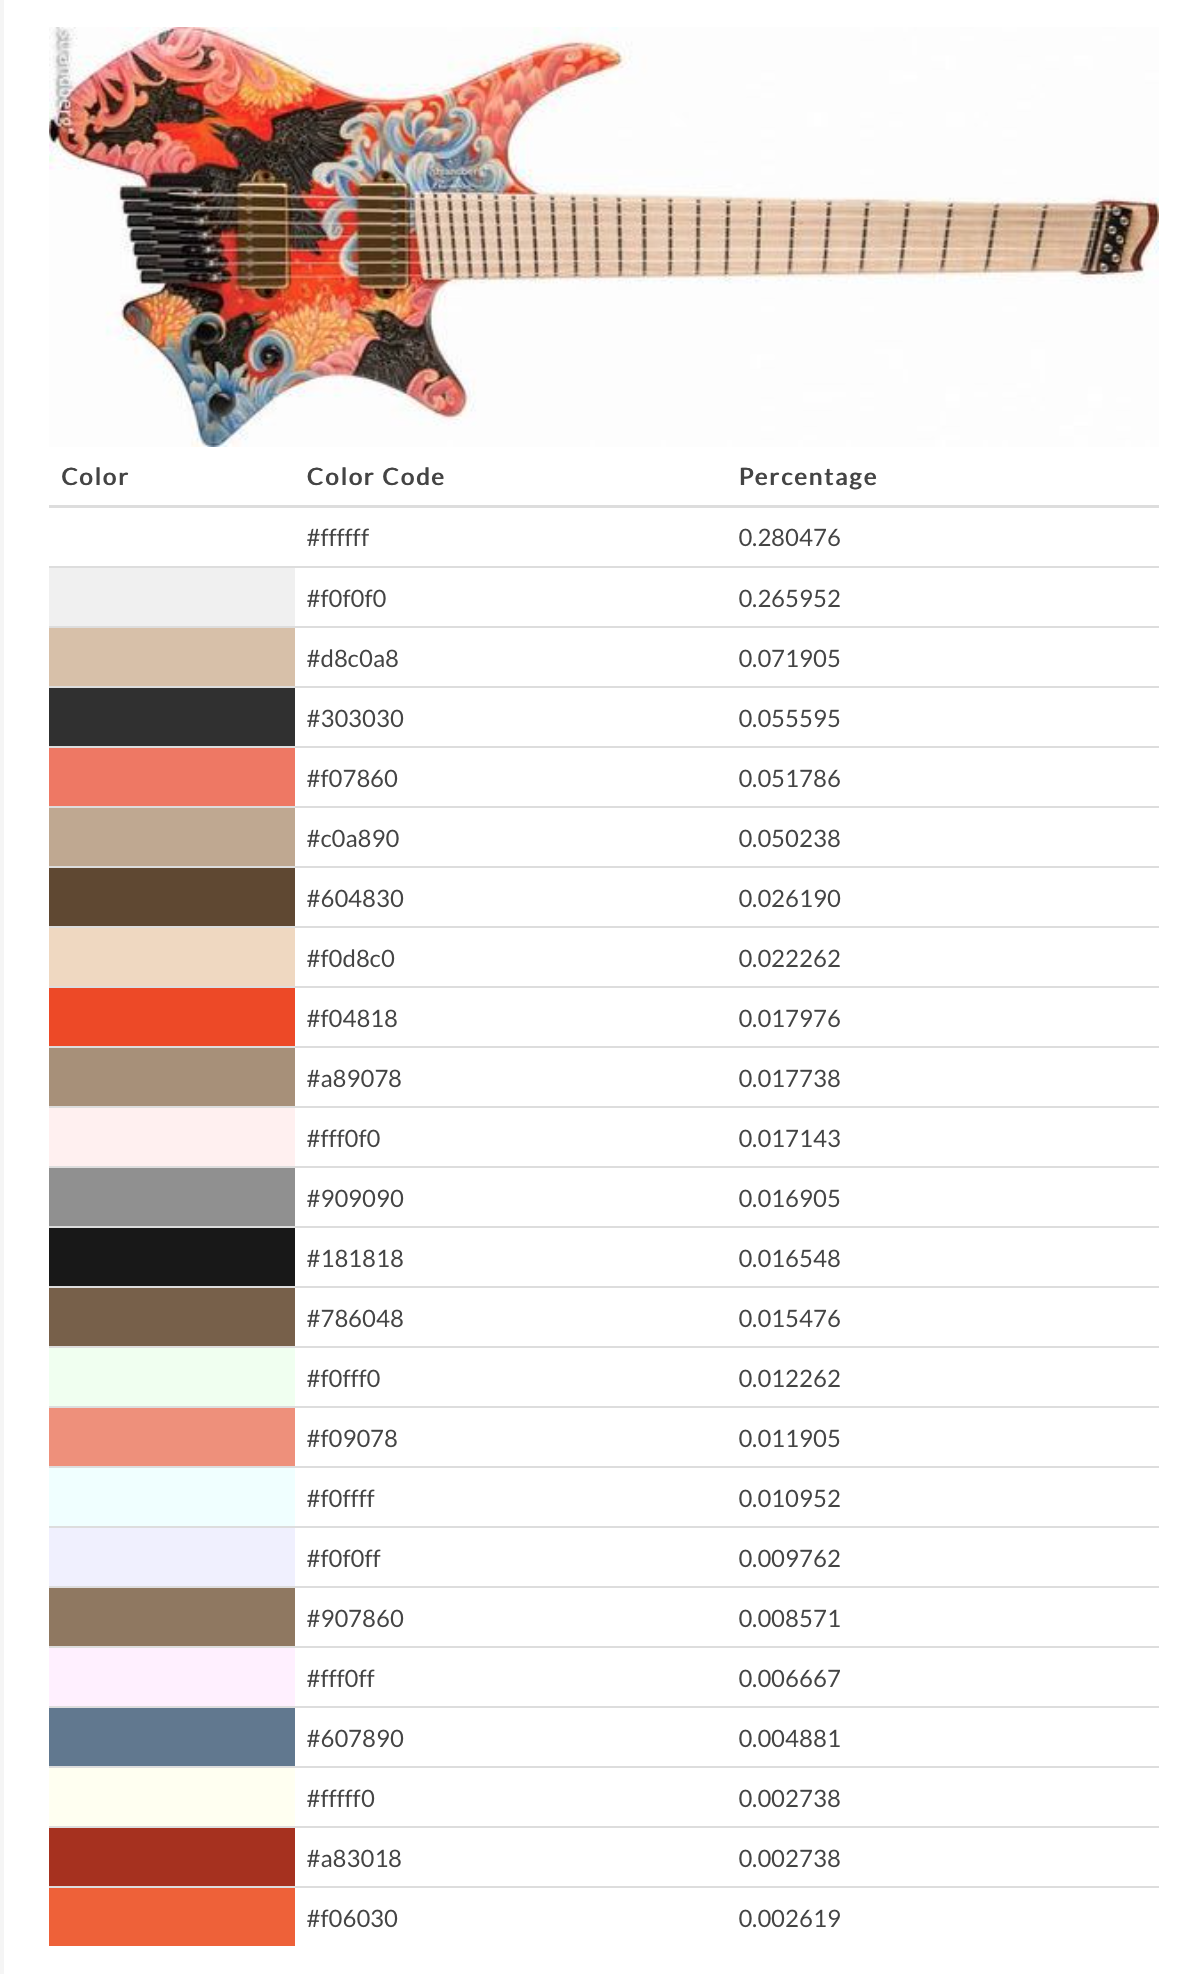 strandberg*
Color Color Code Percentage
#ffffff 0.280476
#f0f0f0 0.265952
#d8c0a8 0.071905
#303030 0.055595
#f07860 0.051786
#c0a890 0.050238
#604830 0.026190
#f0d8c0 0.022262
#f04818 0.017976
#a89078 0.017738
#fff0f0 0.017143
#909090 0.016905
#181818 0.016548
#786048 0.015476
#f0fff0 0.012262
#f09078 0.011905
#f0ffff 0.010952
#f0f0ff 0.009762
#907860 0.008571
#fff0ff 0.006667
#607890 0.004881
#fffff0 0.002738
#a83018 0.002738
#f06030 0.002619